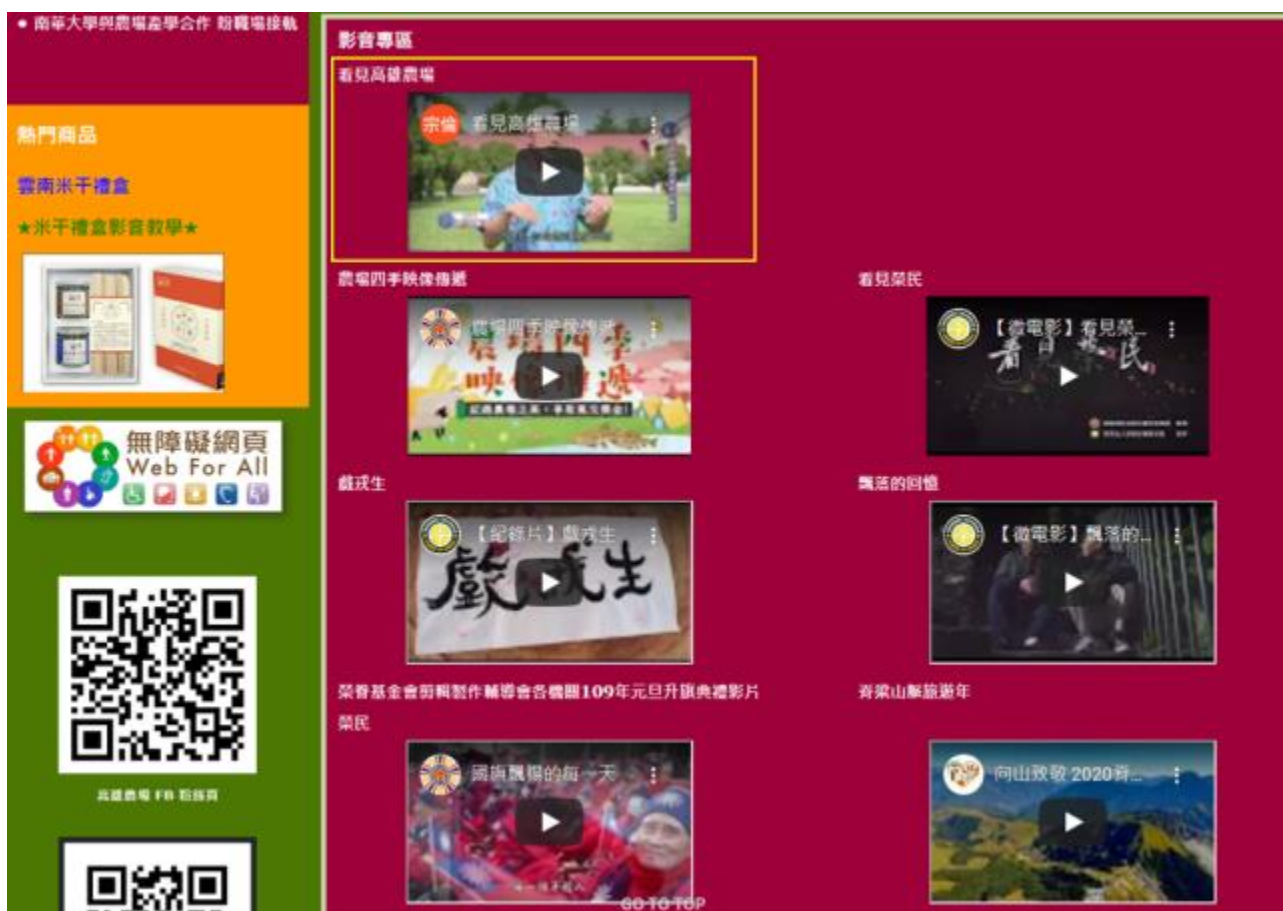 南華大學與農場產學合作 盼職場接軌
熱門商品
雲南米干禮盒
★米干禮盒影音教學★
無障礙網頁
Web For All
高雄農場 FB 粉絲頁
影音專區
看見高雄農場
宗倫 看見高雄農場
農場四季映像傳遞
農場四季映像傳遞
農場四季
映像傳遞
看見榮民
【微電影】看見榮...
看見榮民
戲戎生
【紀錄片】戲戎生
戲戎生
飄落的回憶
【微電影】飄落的...
榮眷基金會剪輯製作輔導會各機關109年元旦升旗典禮影片
榮民
國旗飄揚的每一天
脊梁山脈旅遊年
向山致敬 2020脊...
GO TO TOP